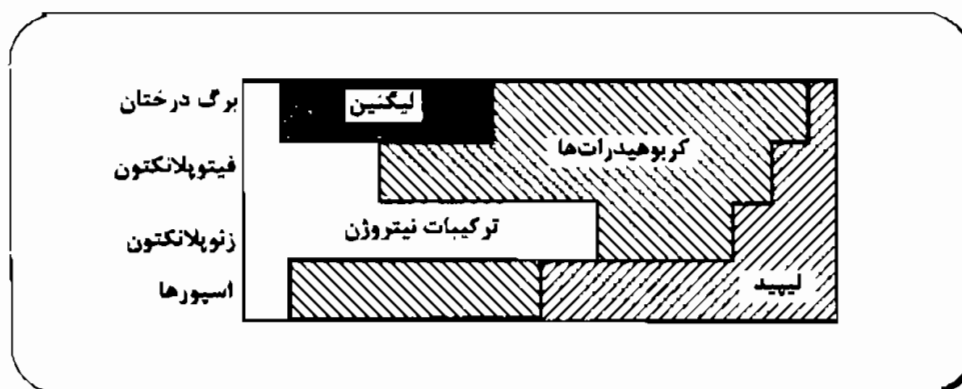 برگ درختان
لیگنین
کربوهیدرات‌ها
فیتوپلانکتون
ترکیبات نیتروژن
زئوپلانکتون
لیپید
اسپورها